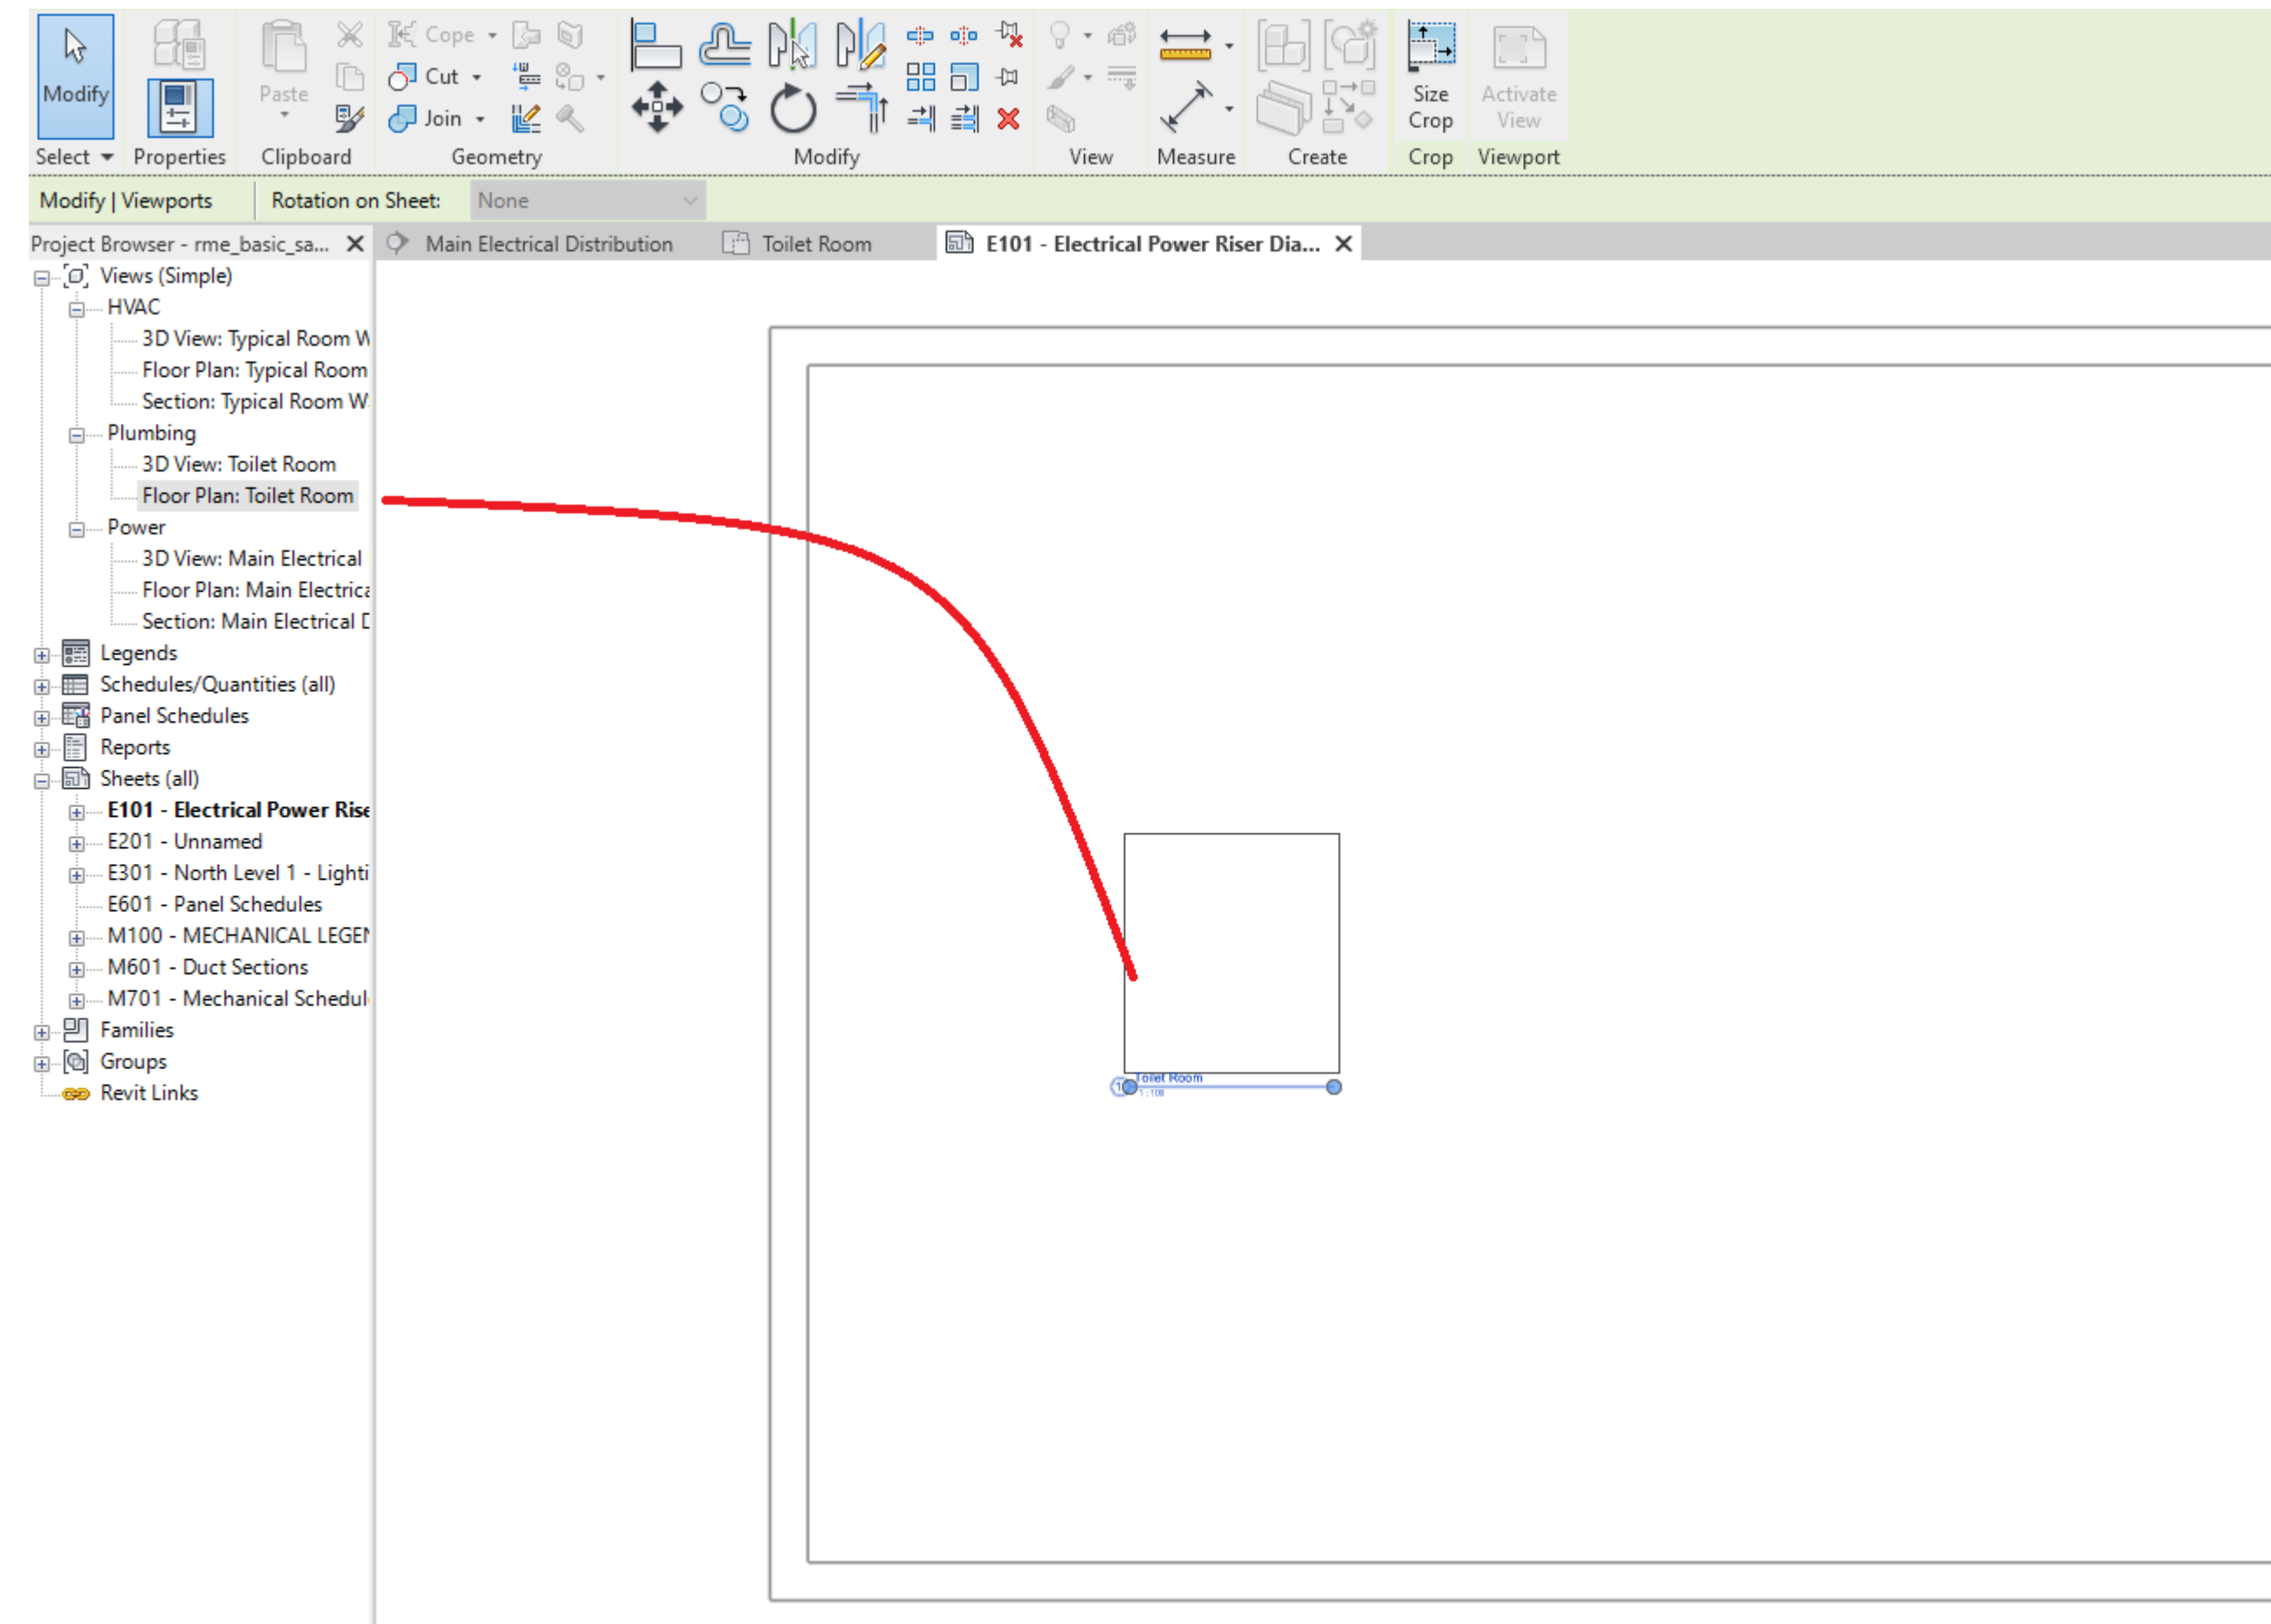 Modify
Paste
Cope
Cut
Join
Size
Crop
Activate
View
Select
Properties
Clipboard
Geometry
Modify
View
Measure
Create
Crop
Viewport
Modify | Viewports
Rotation on Sheet:
None
Project Browser - rme_basic_sa...
Main Electrical Distribution
Toilet Room
E101 - Electrical Power Riser Dia...
Views (Simple)
HVAC
3D View: Typical Room W
Floor Plan: Typical Room
Section: Typical Room W
Plumbing
3D View: Toilet Room
Floor Plan: Toilet Room
Power
3D View: Main Electrical
Floor Plan: Main Electrica
Section: Main Electrical D
Legends
Schedules/Quantities (all)
Panel Schedules
Reports
Sheets (all)
E101 - Electrical Power Rise
E201 - Unnamed
E301 - North Level 1 - Lighti
E601 - Panel Schedules
M100 - MECHANICAL LEGEN
M601 - Duct Sections
M701 - Mechanical Schedul
Families
Groups
Revit Links
1
Toilet Room
1 : 100